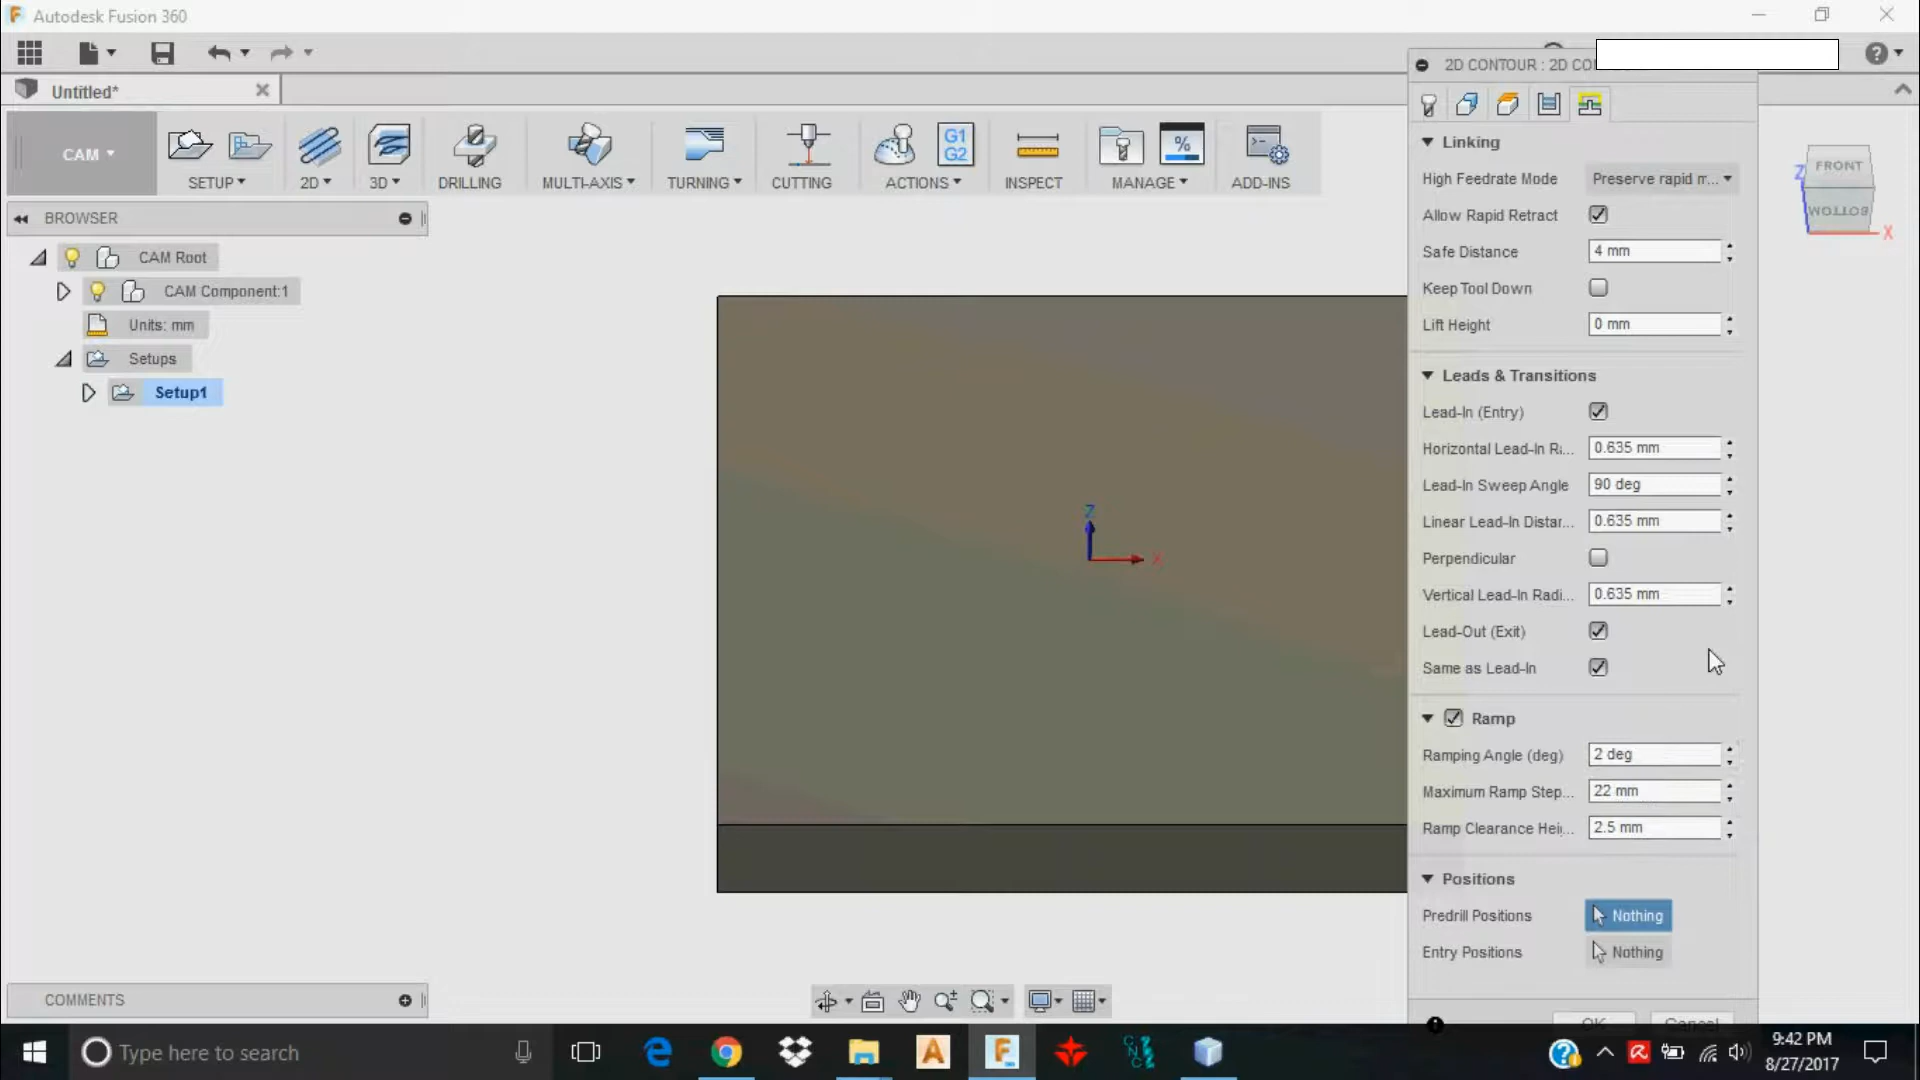 Autodesk Fusion 360
Untitled*
CAM
SETUP
2D
3D
DRILLING
MULTI-AXIS
TURNING
CUTTING
G1
G2
ACTIONS
INSPECT
%
MANAGE
ADD-INS
BROWSER
CAM Root
CAM Component:1
Units: mm
Setups
Setup1
COMMENTS
Z
X
2D CONTOUR : 2D CO
Linking
High Feedrate Mode Preserve rapid m...
Allow Rapid Retract
Safe Distance 4 mm
Keep Tool Down
Lift Height 0 mm
Leads & Transitions
Lead-In (Entry)
Horizontal Lead-In Ra... 0.635 mm
Lead-In Sweep Angle 90 deg
Linear Lead-In Distan... 0.635 mm
Perpendicular
Vertical Lead-In Radi... 0.635 mm
Lead-Out (Exit)
Same as Lead-In
Ramp
Ramping Angle (deg) 2 deg
Maximum Ramp Step... 22 mm
Ramp Clearance Hei... 2.5 mm
Positions
Predrill Positions Nothing
Entry Positions Nothing
OK Cancel
FRONT
BOTTOM
Z
X
Type here to search
CNC
9:42 PM
8/27/2017